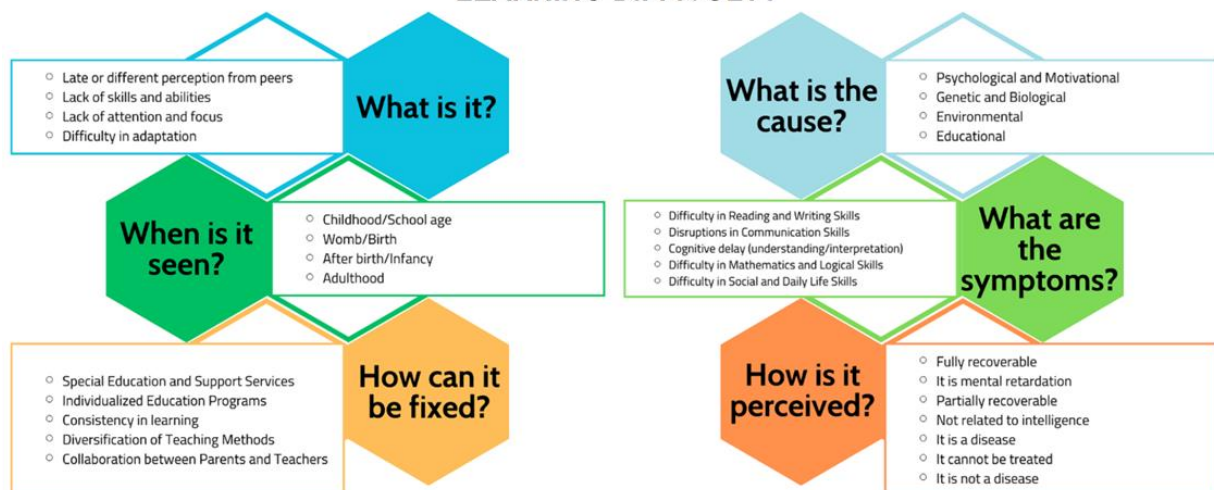 What is it?
○ Late or different perception from peers
○ Lack of skills and abilities
○ Lack of attention and focus
○ Difficulty in adaptation
What is the
cause?
○ Psychological and Motivational
○ Genetic and Biological
○ Environmental
○ Educational
When is it
seen?
○ Childhood/School age
○ Womb/Birth
○ After birth/Infancy
○ Adulthood
What are
the
symptoms?
○ Difficulty in Reading and Writing Skills
○ Disruptions in Communication Skills
○ Cognitive delay (understanding/interpretation)
○ Difficulty in Mathematics and Logical Skills
○ Difficulty in Social and Daily Life Skills
How can it
be fixed?
○ Special Education and Support Services
○ Individualized Education Programs
○ Consistency in learning
○ Diversification of Teaching Methods
○ Collaboration between Parents and Teachers
How is it
perceived?
○ Fully recoverable
○ It is mental retardation
○ Partially recoverable
○ Not related to intelligence
○ It is a disease
○ It cannot be treated
○ It is not a disease